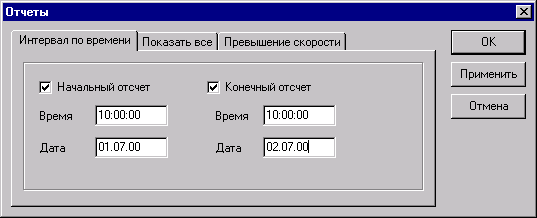 Отчеты
Интервал по времени Показать все Превышение скорости
OK
Применить
Отмена
Начальный отсчет Конечный отсчет
Время 10:00:00 Время 10:00:00
Дата 01.07.00 Дата 02.07.00